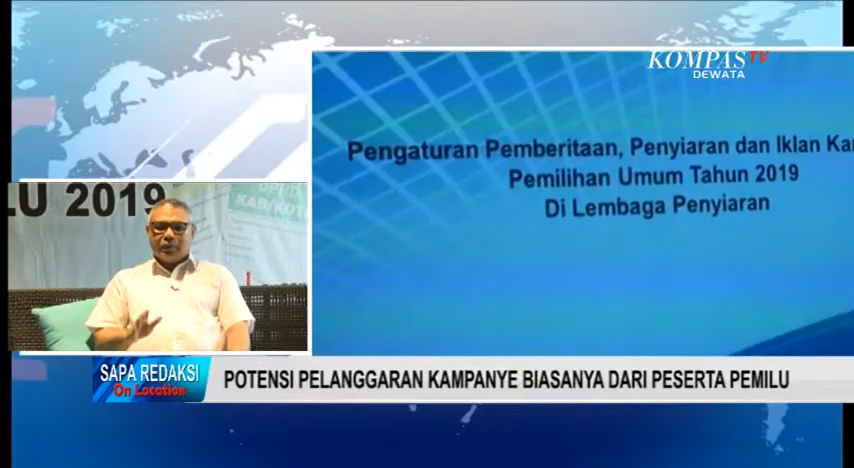 KOMPAS TV
DEWATA
Pengaturan Pemberitaan, Penyiaran dan Iklan Ka
Pemilihan Umum Tahun 2019
Di Lembaga Penyiaran
LU 2019
DPRD
KAB/KOT
SAPA REDAKSI
On Location
POTENSI PELANGGARAN KAMPANYE BIASANYA DARI PESERTA PEMILU